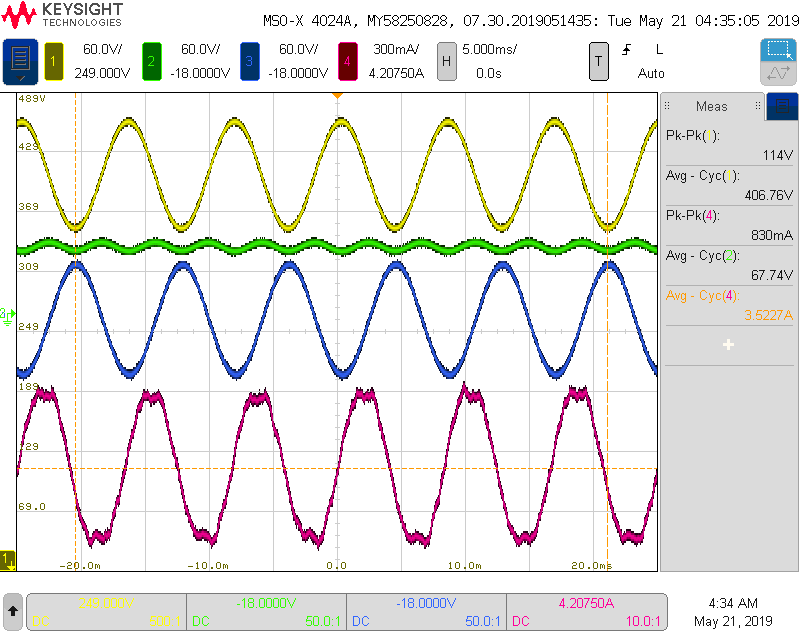 KEYSIGHT
TECHNOLOGIES
MSO-X 4024A, MY58250828, 07.30.2019051435: Tue May 21 04:35:05 2019
1 60.0V/ 249.000V
2 60.0V/ -18.0000V
3 60.0V/ -18.0000V
4 300mA/ 4.20750A
H 5.000ms/ 0.0s
T L Auto
489V
429
369
309
249
189
129
69.0
-20.0m -10.0m 0.0 10.0m 20.0ms
1
Meas
Pk-Pk( ):
114V
Avg - Cyc( ):
406.76V
Pk-Pk(4):
830mA
Avg - Cyc(2):
67.74V
Avg - Cyc(4):
3.5227A
249.000V -18.0000V -18.0000V 4.20750A
DC DC 50.0:1 DC 50.0:1 DC 10.0:1
4:34 AM
May 21, 2019